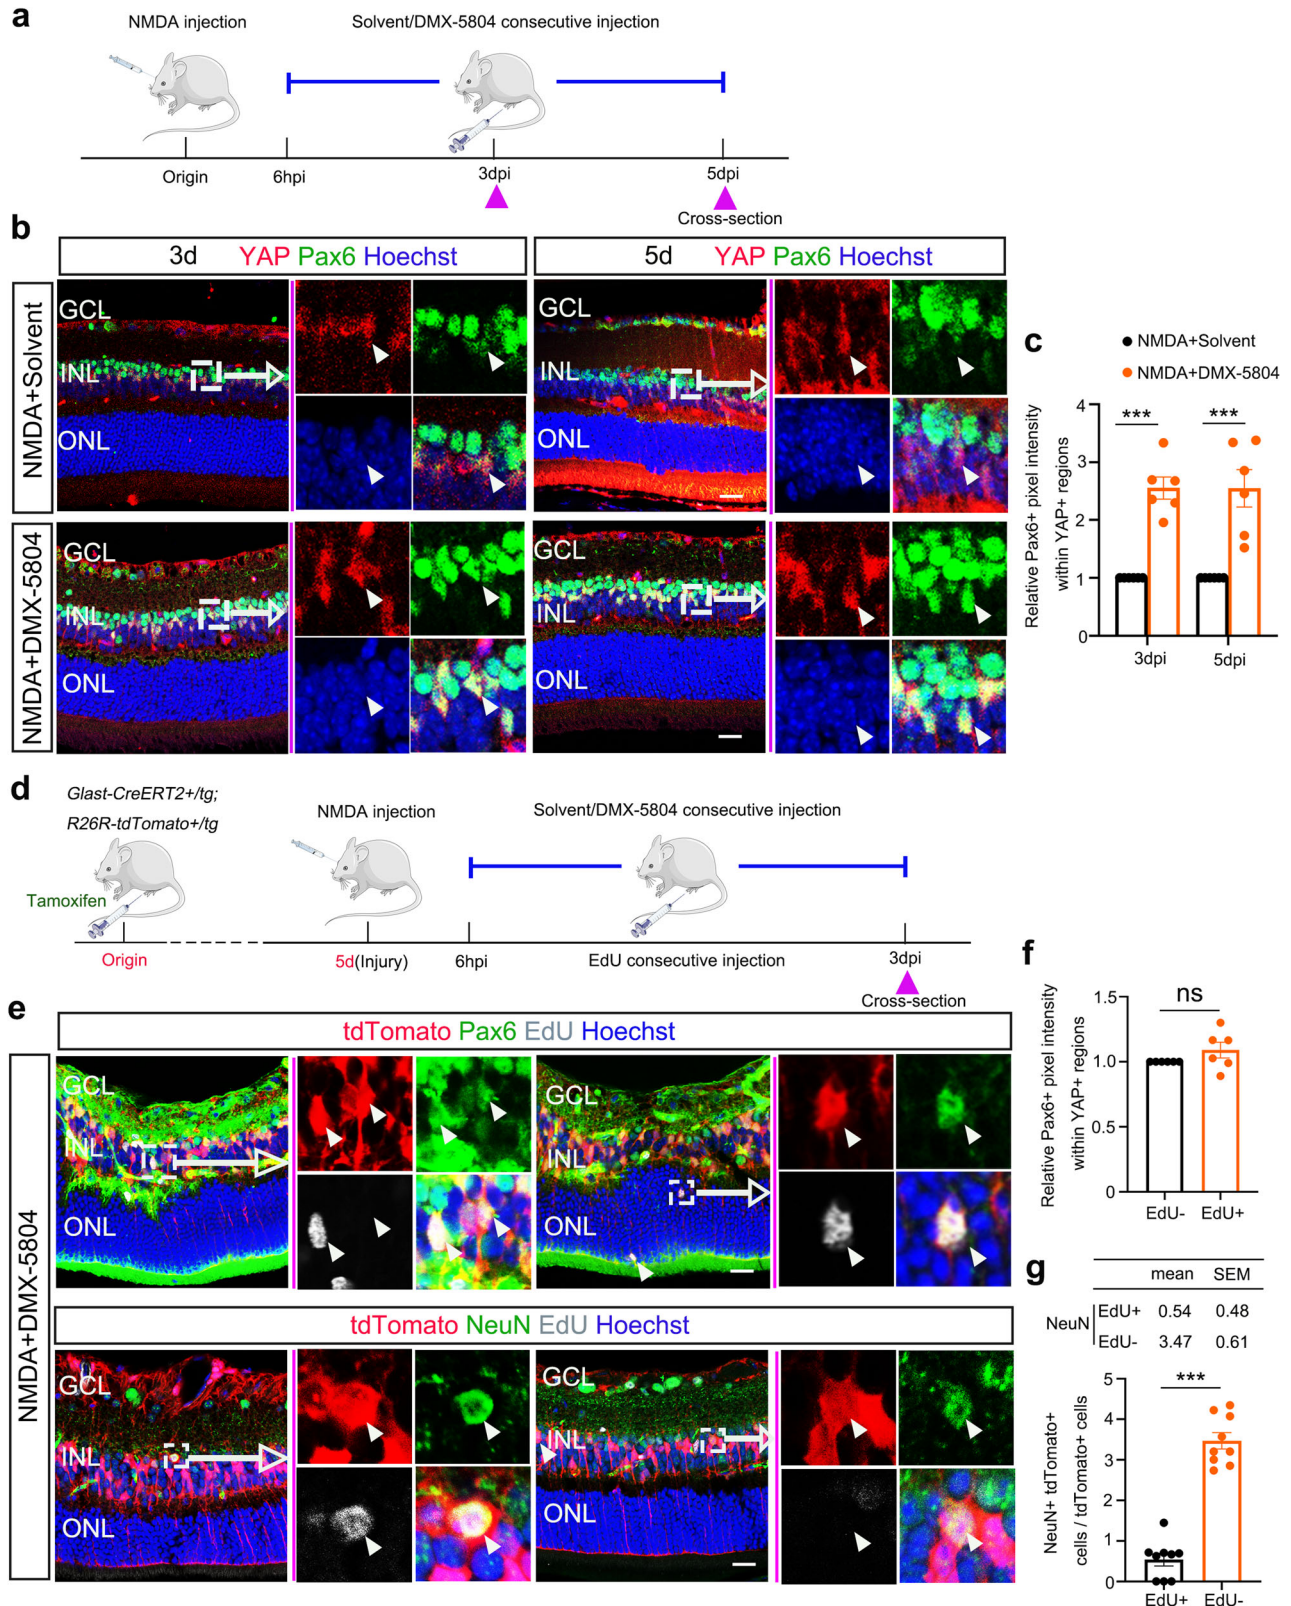 a
NMDA injection
Solvent/DMX-5804 consecutive injection
Origin
6hpi
3dpi
5dpi
Cross-section
b
3d YAP Pax6 Hoechst
5d YAP Pax6 Hoechst
NMDA+Solvent
GCL
INL
ONL
GCL
INL
ONL
NMDA+DMX-5804
GCL
INL
ONL
GCL
INL
ONL
c
NMDA+Solvent
NMDA+DMX-5804
Relative Pax6+ pixel intensity
within YAP+ regions
4
3
2
1
0
***
***
3dpi
5dpi
d
Glast-CreERT2+/tg;
R26R-tdTomato+/tg
Tamoxifen
NMDA injection
Solvent/DMX-5804 consecutive injection
Origin
5d(Injury)
6hpi
EdU consecutive injection
3dpi
Cross-section
e
tdTomato Pax6 EdU Hoechst
NMDA+DMX-5804
GCL
INL
ONL
GCL
INL
ONL
tdTomato NeuN EdU Hoechst
GCL
INL
ONL
GCL
INL
ONL
f
Relative Pax6+ pixel intensity
within YAP+ regions
1.5
1.0
0.5
0
ns
EdU-
EdU+
g
mean SEM
NeuN
EdU+ 0.54 0.48
EdU- 3.47 0.61
NeuN+ tdTomato+
cells / tdTomato+ cells
5
4
3
2
1
0
***
EdU+
EdU-